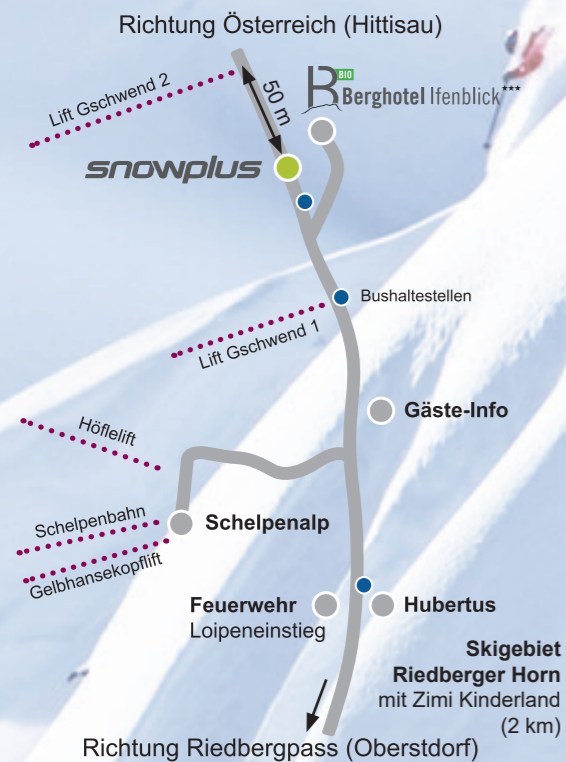 Richtung Österreich (Hittisau)
Lift Gschwend 2
50 m
BIO
Berghotel Ifenblick***
snowplus
Bushaltestellen
Lift Gschwend 1
Gäste-Info
Höflelift
Schelpenbahn
Schelpenalp
Gelbhansekopflift
Feuerwehr
Loipeneinstieg
Hubertus
Skigebiet
Riedberger Horn
mit Zimi Kinderland
(2 km)
Richtung Riedbergpass (Oberstdorf)